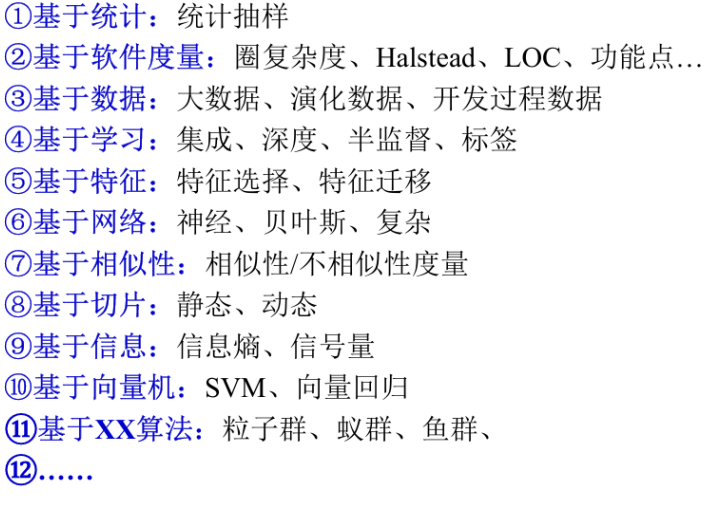 ①基于统计：统计抽样
②基于软件度量：圈复杂度、Halstead、LOC、功能点…
③基于数据：大数据、演化数据、开发过程数据
④基于学习：集成、深度、半监督、标签
⑤基于特征：特征选择、特征迁移
⑥基于网络：神经、贝叶斯、复杂
⑦基于相似性：相似性/不相似性度量
⑧基于切片：静态、动态
⑨基于信息：信息熵、信号量
⑩基于向量机：SVM、向量回归
⑪基于XX算法：粒子群、蚁群、鱼群、
⑫……